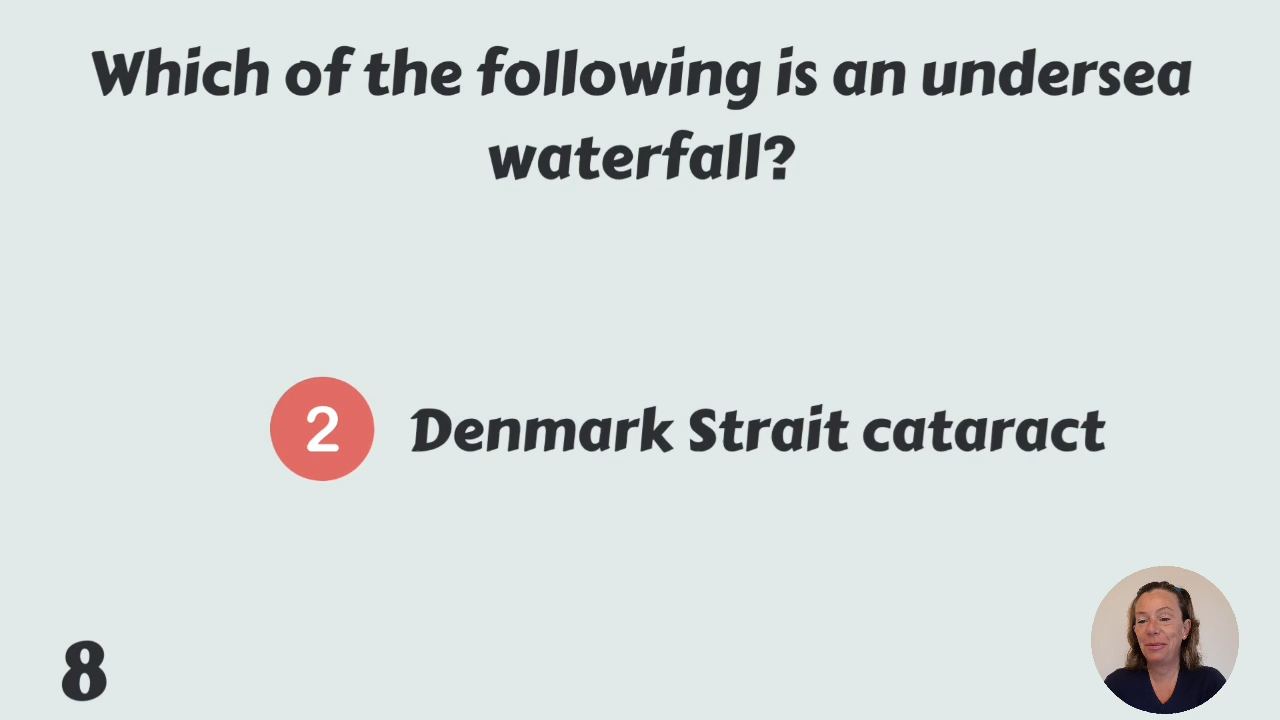 Which of the following is an undersea
waterfall?
2 Denmark Strait cataract
8